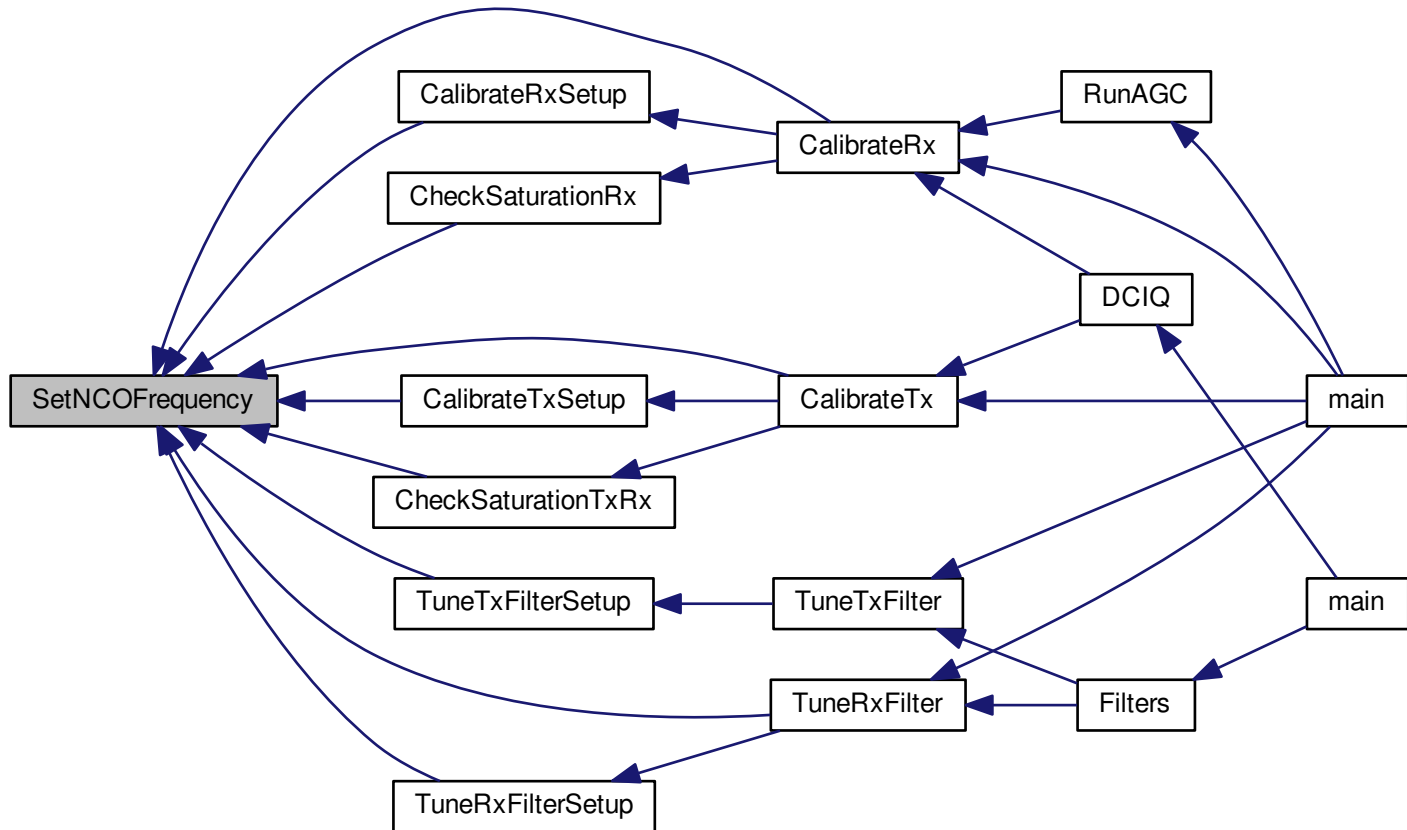 CalibrateRxSetup
RunAGC
CalibrateRx
CheckSaturationRx
DCIQ
SetNCOFrequency
CalibrateTxSetup
CalibrateTx
main
CheckSaturationTxRx
TuneTxFilterSetup
TuneTxFilter
main
TuneRxFilter
Filters
TuneRxFilterSetup